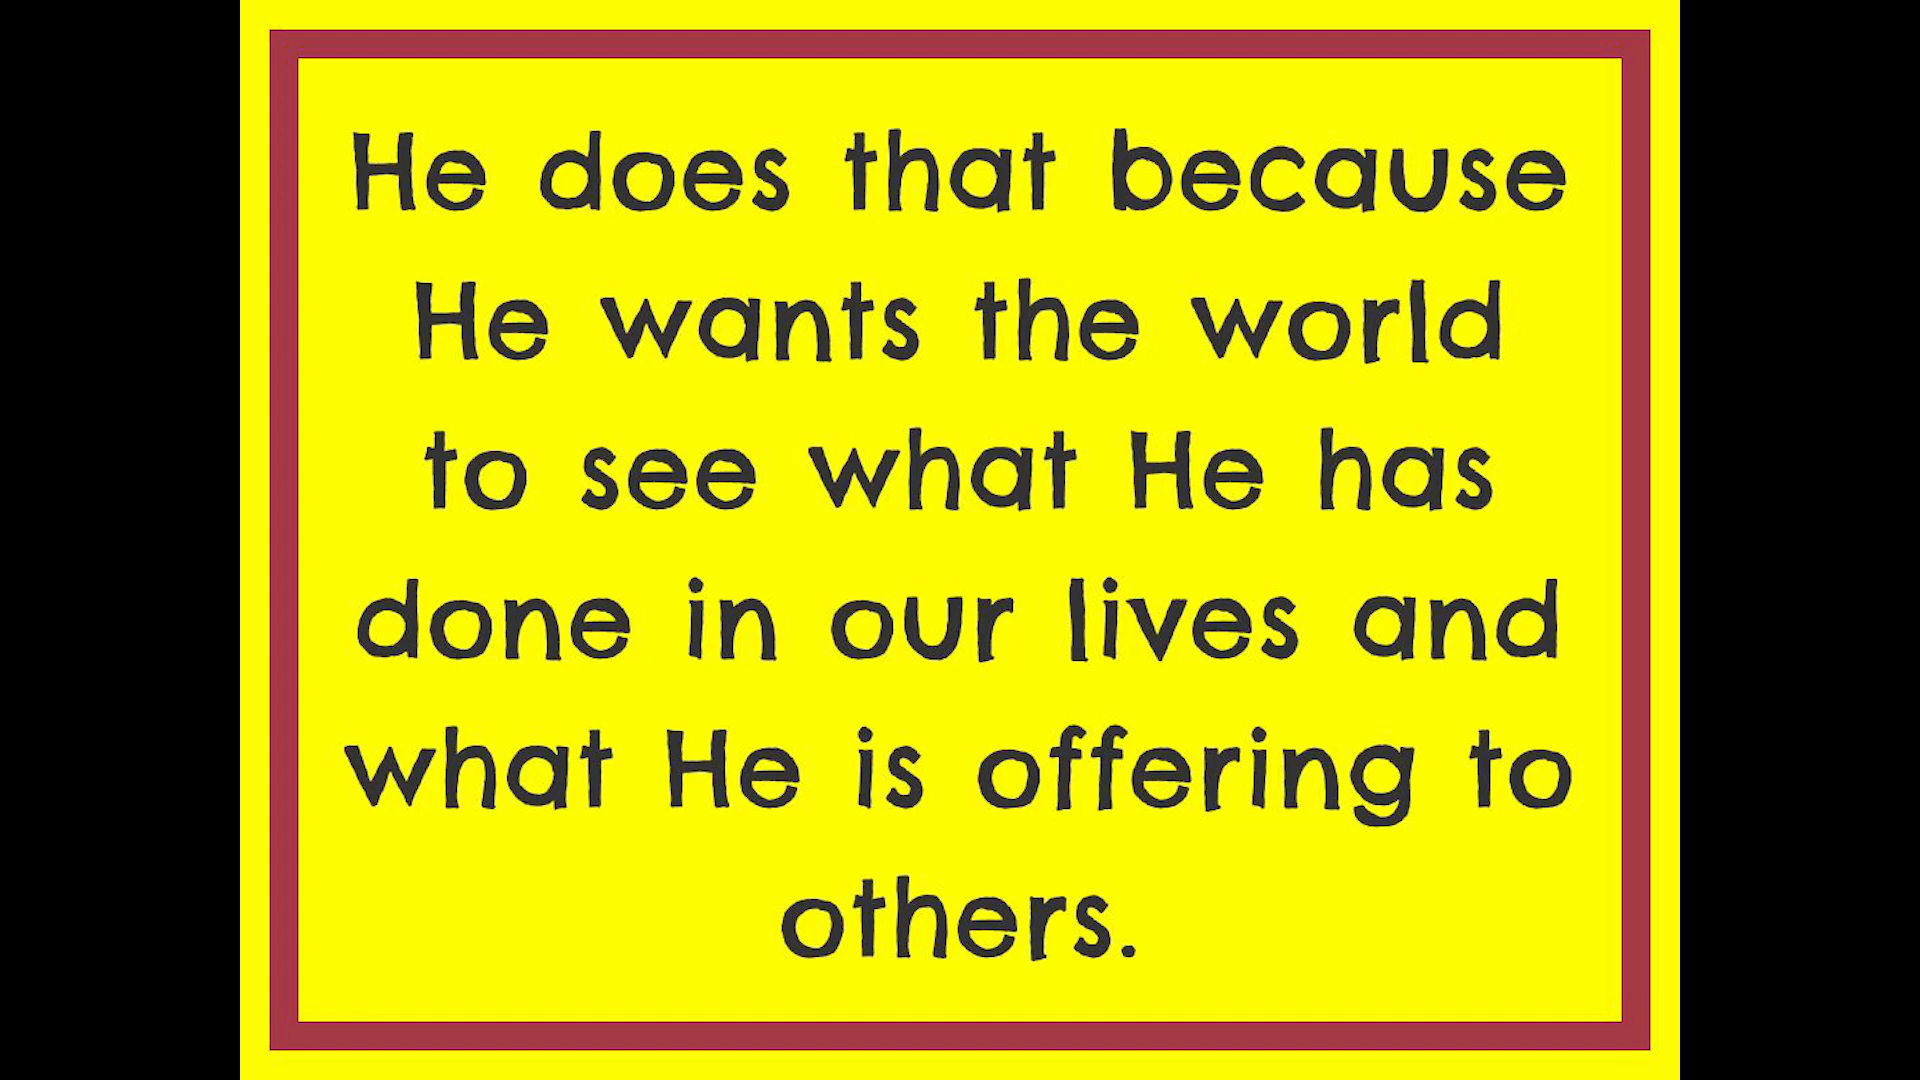 He does that because
He wants the world
to see what He has
done in our lives and
what He is offering to
others.